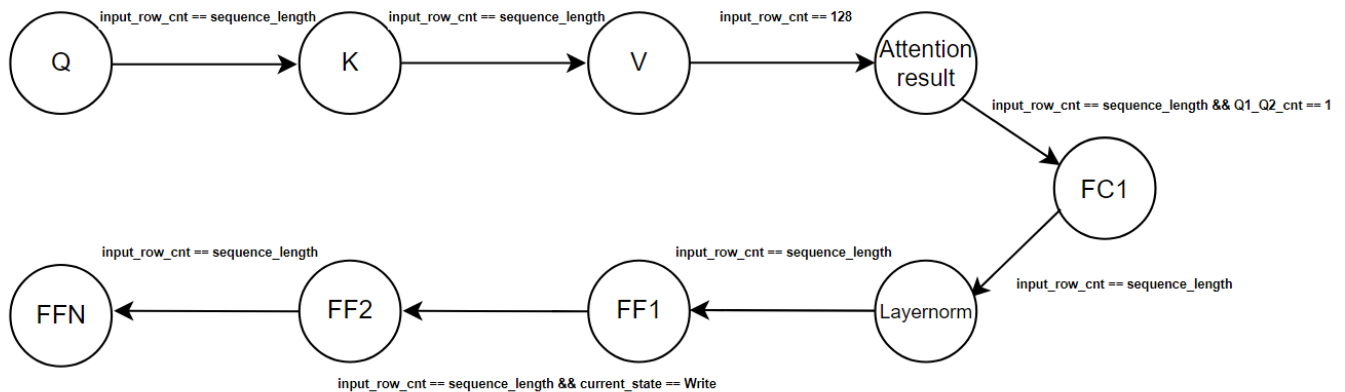 input_row_cnt == sequence_length
input_row_cnt == sequence_length
input_row_cnt == 128
Q
K
V
Attention
result
input_row_cnt == sequence_length && Q1_Q2_cnt == 1
FC1
input_row_cnt == sequence_length
input_row_cnt == sequence_length
input_row_cnt == sequence_length
FFN
FF2
FF1
Layernorm
input_row_cnt == sequence_length && current_state == Write